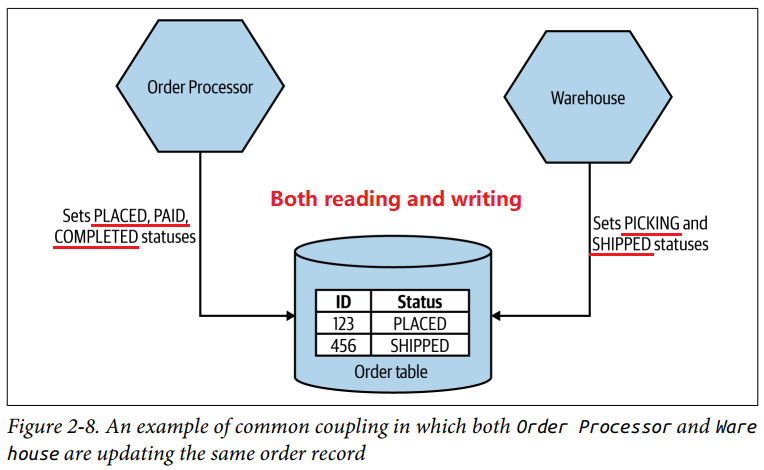 Order Processor
Warehouse
Both reading and writing
Sets PLACED, PAID,
COMPLETED statuses
Sets PICKING and
SHIPPED statuses
ID Status
123 PLACED
456 SHIPPED
Order table
Figure 2-8. An example of common coupling in which both Order Processor and Ware
house are updating the same order record